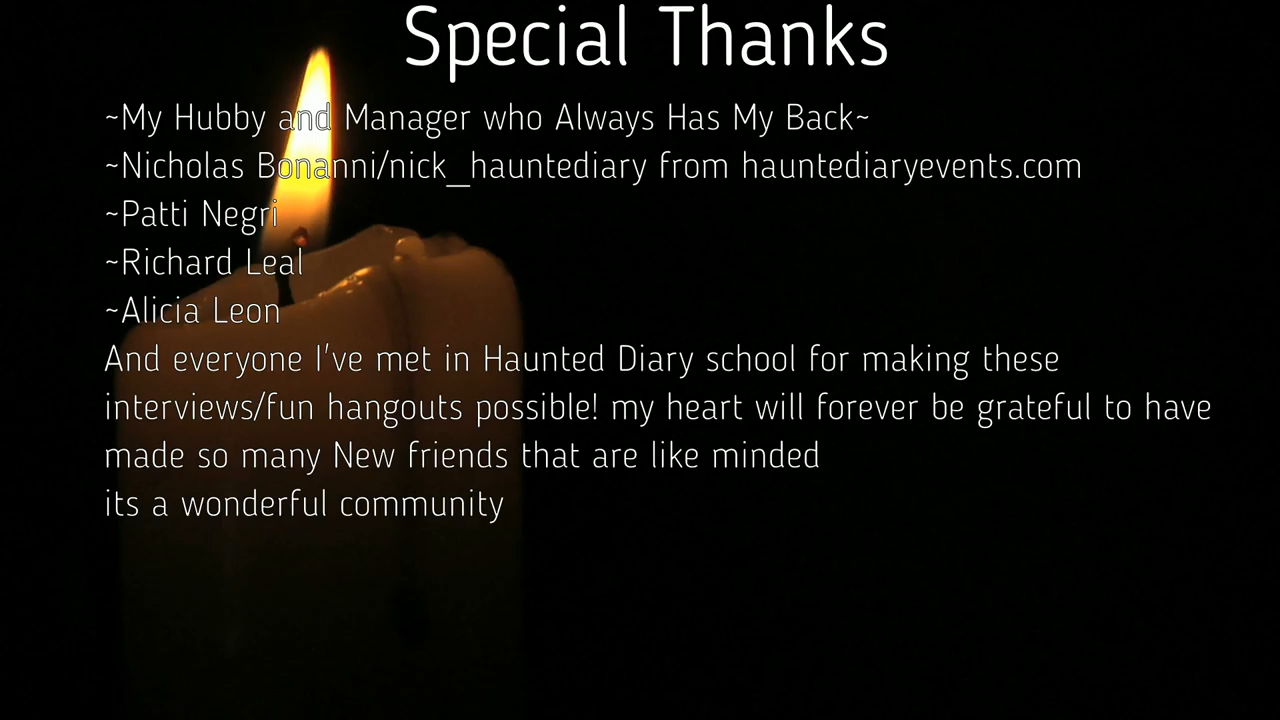 Special Thanks
~My Hubby and Manager who Always Has My Back~
~Nicholas Bonanni/nick_hauntediary from hauntediaryevents.com
~Patti Negri
~Richard Leal
~Alicia Leon
And everyone I've met in Haunted Diary school for making these
interviews/fun hangouts possible! my heart will forever be grateful to have
made so many New friends that are like minded
its a wonderful community